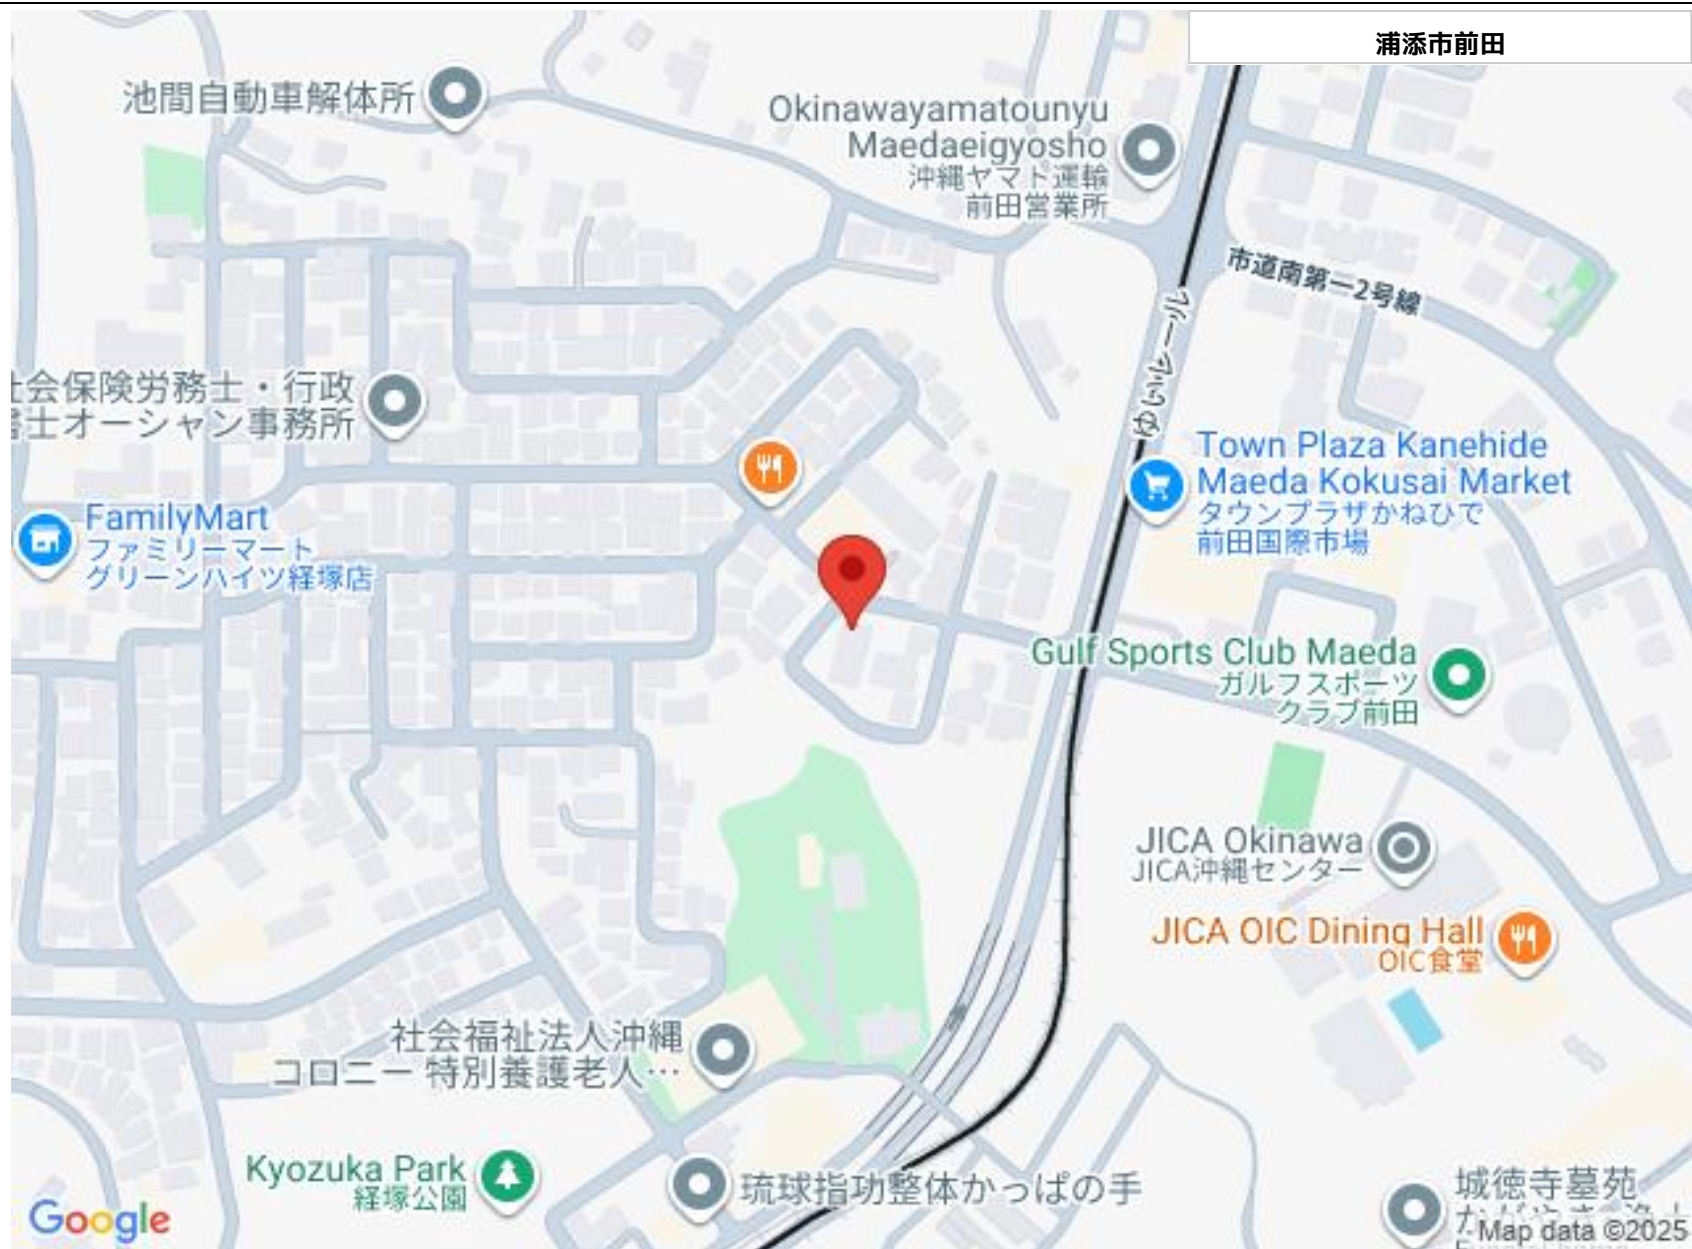 浦添市前田
池間自動車解体所
Okinawayamatounyu
Maedaeigyosho
沖縄ヤマト運輸
前田営業所
市道南第一2号線
ゆいレール
社会保険労務士・行政
書士オーシャン事務所
Town Plaza Kanehide
Maeda Kokusai Market
タウンプラザかねひで
前田国際市場
FamilyMart
ファミリーマート
グリーンハイツ経塚店
Gulf Sports Club Maeda
ガルフスポーツ
クラブ前田
JICA Okinawa
JICA沖縄センター
JICA OIC Dining Hall
OIC食堂
社会福祉法人沖縄
コロニー 特別養護老人…
Kyozuka Park
経塚公園
琉球指功整体かっぱの手
城徳寺墓苑
Google
Map data ©2025